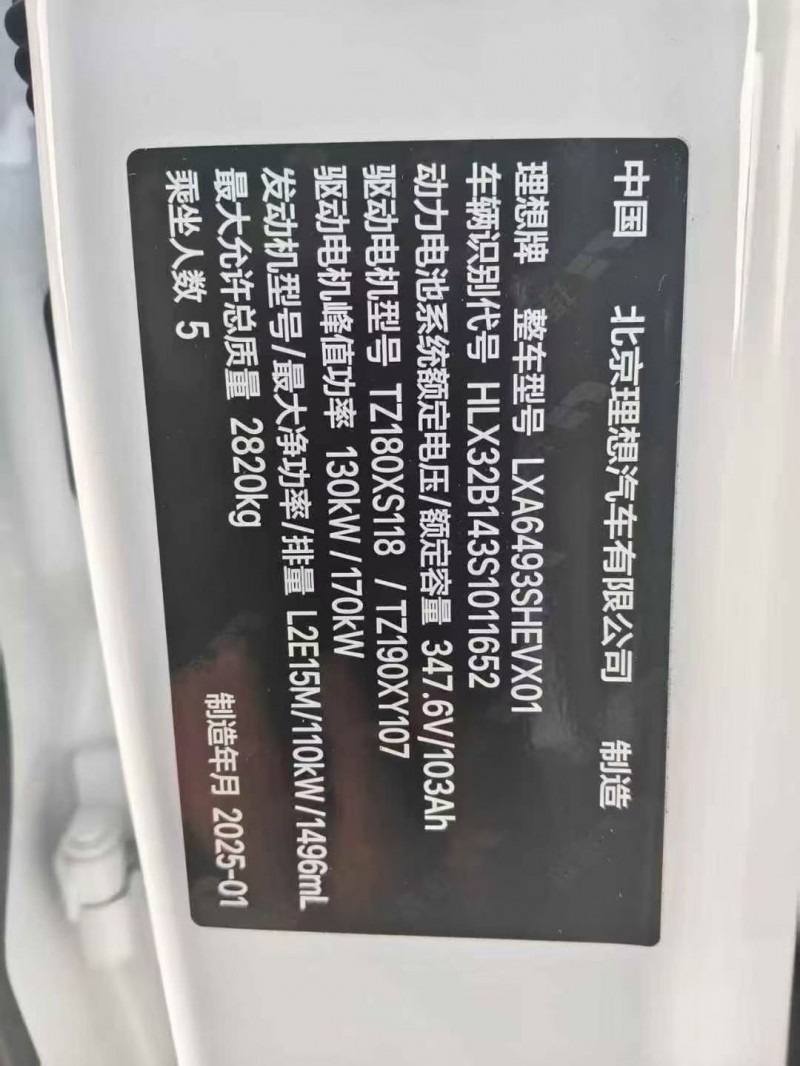 中国 北京理想汽车有限公司 制造
理想牌 整车型号 LXA6493SHEVX01
车辆识别代号 HLX32B143S1011652
动力电池系统额定电压/额定容量 347.6V/103Ah
驱动电机型号 TZ180XS118 / TZ190XY107
驱动电机峰值功率 130kW/170kW
发动机型号/最大净功率/排量 L2E15M/110kW/1496mL
最大允许总质量 2820kg
乘坐人数 5 制造年月 2025-01